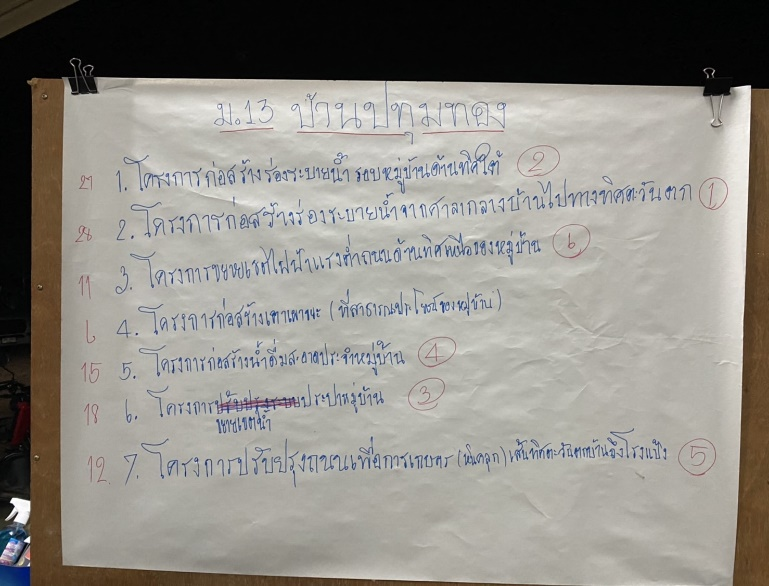 ม.13 บ้านปทุมทอง
27 1. โครงการก่อสร้างร่องระบายน้ำ รอบหมู่บ้านด้านทิศใต้ 2
28 2. โครงการก่อสร้างร่องระบายน้ำจากศาลากลางบ้านไปทางทิศตะวันตก 1
11 3. โครงการขยายเขตไฟฟ้าแรงต่ำถนนด้านทิศเหนือของหมู่บ้าน 6
6 4. โครงการก่อสร้างเตาเผาขยะ (ที่สาธารณประโยชน์ของหมู่บ้าน)
15 5. โครงการก่อสร้างน้ำดื่มสะอาดประจำหมู่บ้าน 4
18 6. โครงการปรับปรุงระบบประปาหมู่บ้าน 3
ขยายเขตน้ำ
12 7. โครงการปรับปรุงถนนเพื่อการเกษตร (หินคลุก) เส้นทิศตะวันตกบ้านถึงโรงแป้ง 5